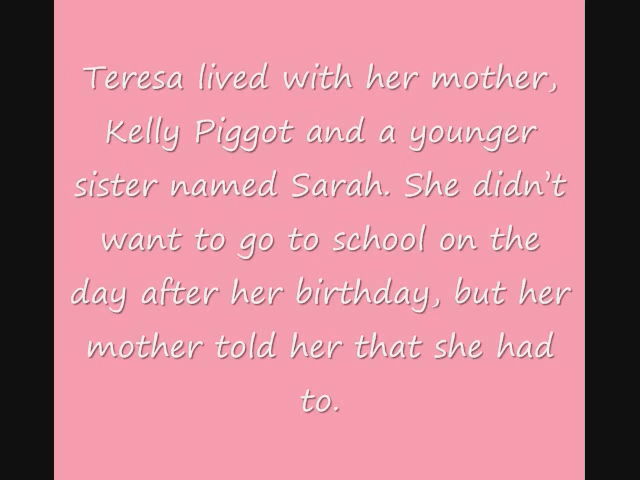 Teresa lived with her mother,
Kelly Piggot and a younger
sister named Sarah. She didn't
want to go to school on the
day after her birthday, but her
mother told her that she had
to.